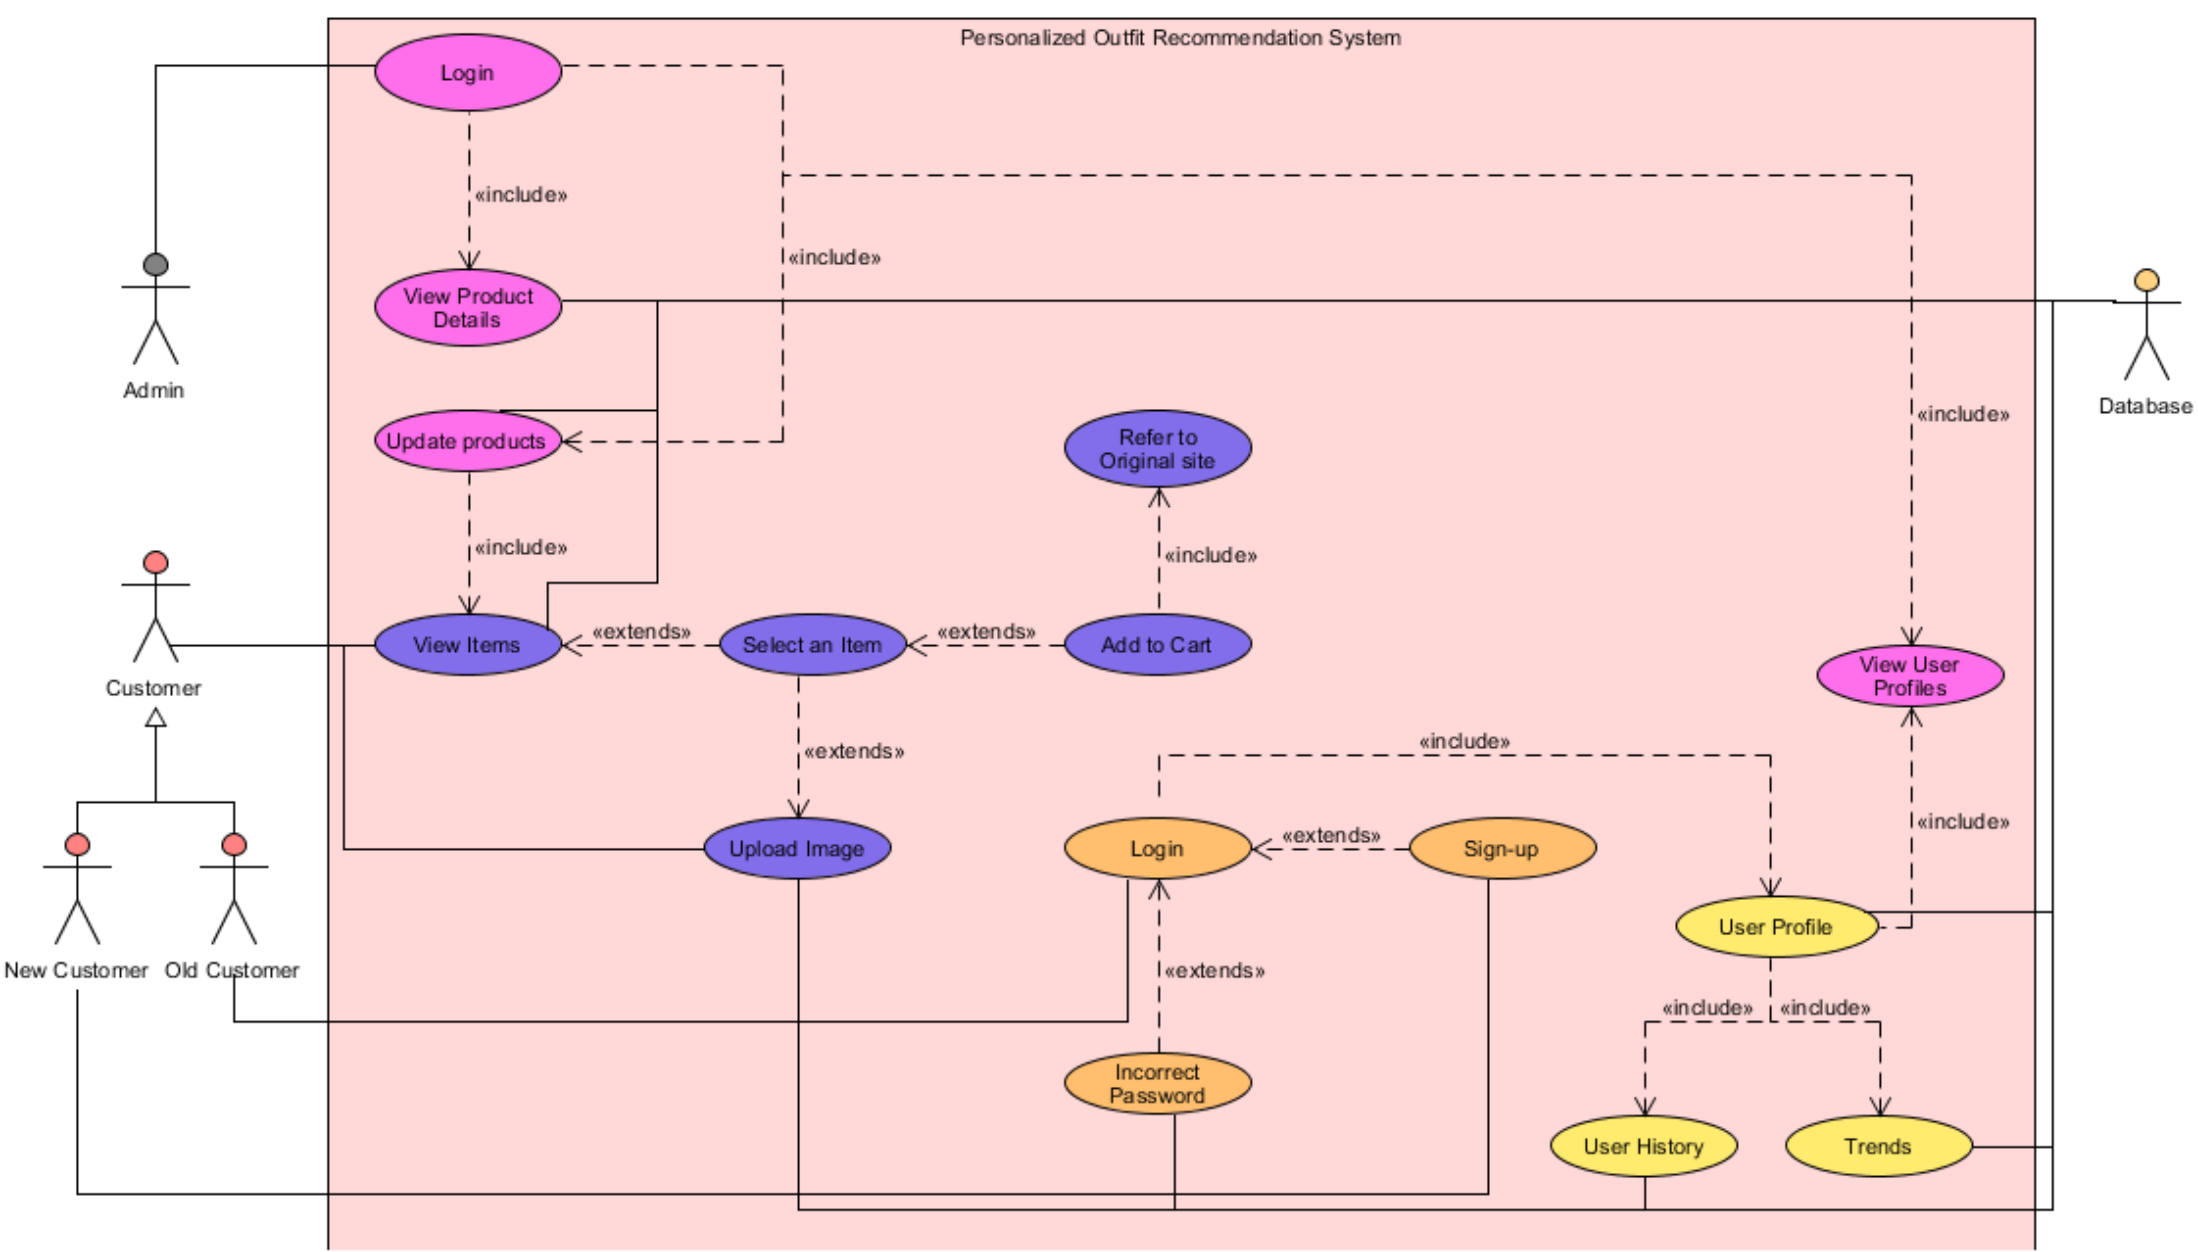 Personalized Outfit Recommendation System
Login
«include»
«include»
View Product
Details
Admin
Database
«include»
Update products
Refer to
Original site
«include»
«include»
Customer
View Items
«extends»
Select an Item
«extends»
Add to Cart
View User
Profiles
«extends»
«include»
«include»
Upload Image
Login
«extends»
Sign-up
User Profile
New Customer
Old Customer
«extends»
«include»
«include»
Incorrect
Password
User History
Trends